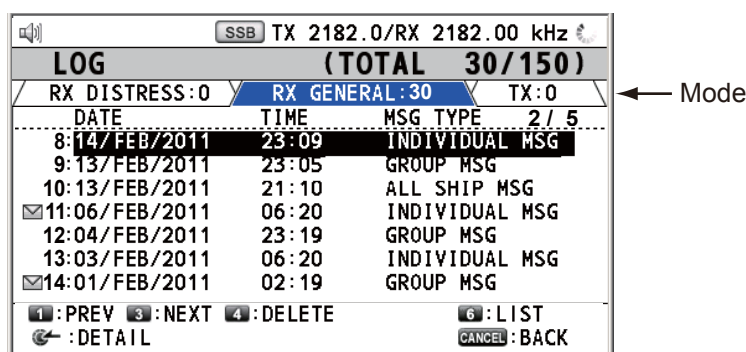 SSB TX 2182.0/RX 2182.00 kHz
LOG (TOTAL 30/150)
RX DISTRESS:0 RX GENERAL:30 TX:0
Mode
DATE TIME MSG TYPE 2/ 5
8:14/FEB/2011 23:09 INDIVIDUAL MSG
9:13/FEB/2011 23:05 GROUP MSG
10:13/FEB/2011 21:10 ALL SHIP MSG
11:06/FEB/2011 06:20 INDIVIDUAL MSG
12:04/FEB/2011 23:19 GROUP MSG
13:03/FEB/2011 06:20 INDIVIDUAL MSG
14:01/FEB/2011 02:19 GROUP MSG
1:PREV 3:NEXT 4:DELETE 6:LIST
:DETAIL CANCEL:BACK